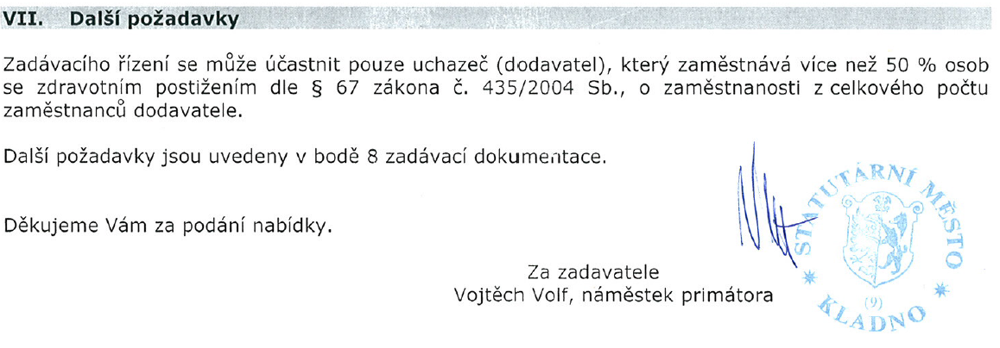 VII. Další požadavky
Zadávacího řízení se může účastnit pouze uchazeč (dodavatel), který zaměstnává více než 50 % osob
se zdravotním postižením dle § 67 zákona č. 435/2004 Sb., o zaměstnanosti z celkového počtu
zaměstnanců dodavatele.
Další požadavky jsou uvedeny v bodě 8 zadávací dokumentace.
Děkujeme Vám za podání nabídky.
Za zadavatele
Vojtěch Volf, náměstek primátora
STATUTÁRNÍ MĚSTO
(9)
KLADNO